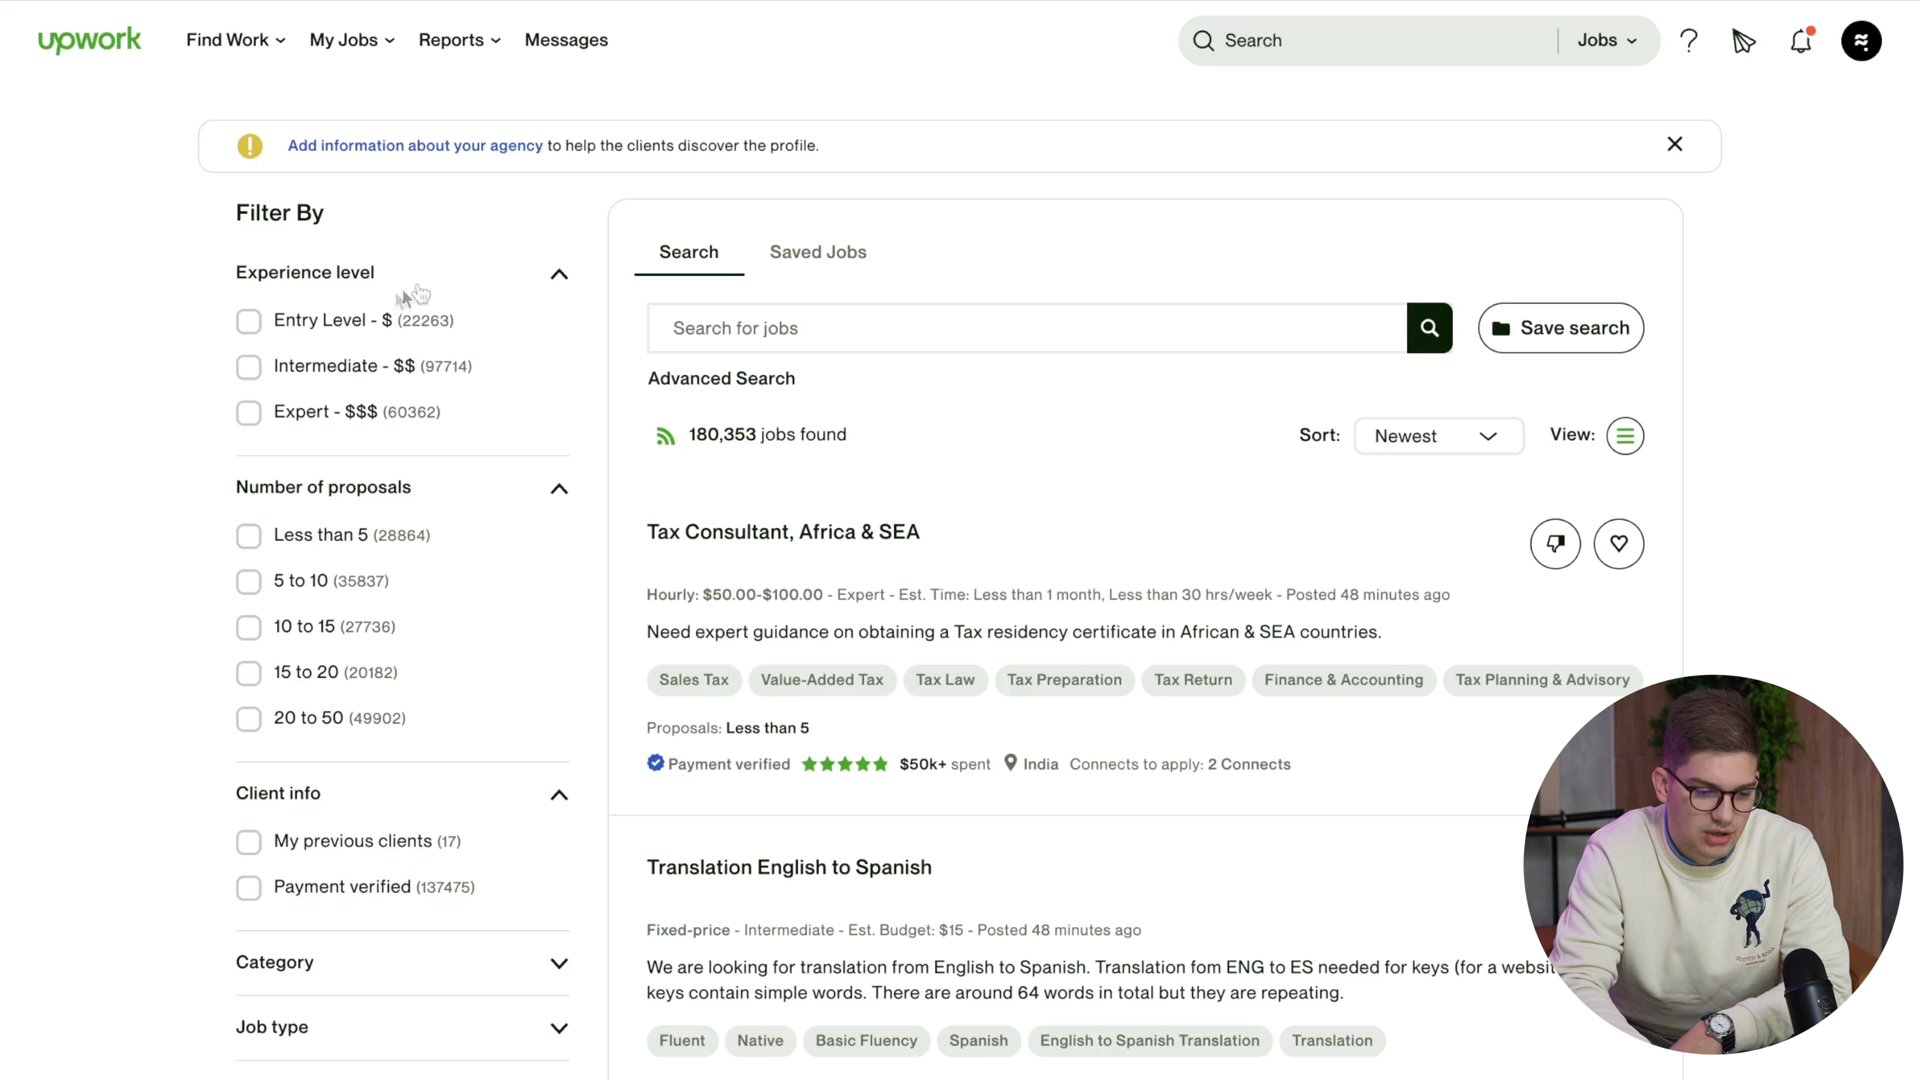 upwork
Find Work
My Jobs
Reports
Messages
Search
Jobs
Add information about your agency to help the clients discover the profile.
Filter By
Experience level
Entry Level - $ (22263)
Intermediate - $$ (97714)
Expert - $$$ (60362)
Number of proposals
Less than 5 (28864)
5 to 10 (35837)
10 to 15 (27736)
15 to 20 (20182)
20 to 50 (49902)
Client info
My previous clients (17)
Payment verified (137475)
Category
Job type
Search
Saved Jobs
Search for jobs
Save search
Advanced Search
180,353 jobs found
Sort:
Newest
View:
Tax Consultant, Africa & SEA
Hourly: $50.00-$100.00 - Expert - Est. Time: Less than 1 month, Less than 30 hrs/week - Posted 48 minutes ago
Need expert guidance on obtaining a Tax residency certificate in African & SEA countries.
Sales Tax
Value-Added Tax
Tax Law
Tax Preparation
Tax Return
Finance & Accounting
Tax Planning & Advisory
Proposals: Less than 5
Payment verified
$50k+ spent
India
Connects to apply: 2 Connects
Translation English to Spanish
Fixed-price - Intermediate - Est. Budget: $15 - Posted 48 minutes ago
We are looking for translation from English to Spanish. Translation fom ENG to ES needed for keys (for a websit
keys contain simple words. There are around 64 words in total but they are repeating.
Fluent
Native
Basic Fluency
Spanish
English to Spanish Translation
Translation